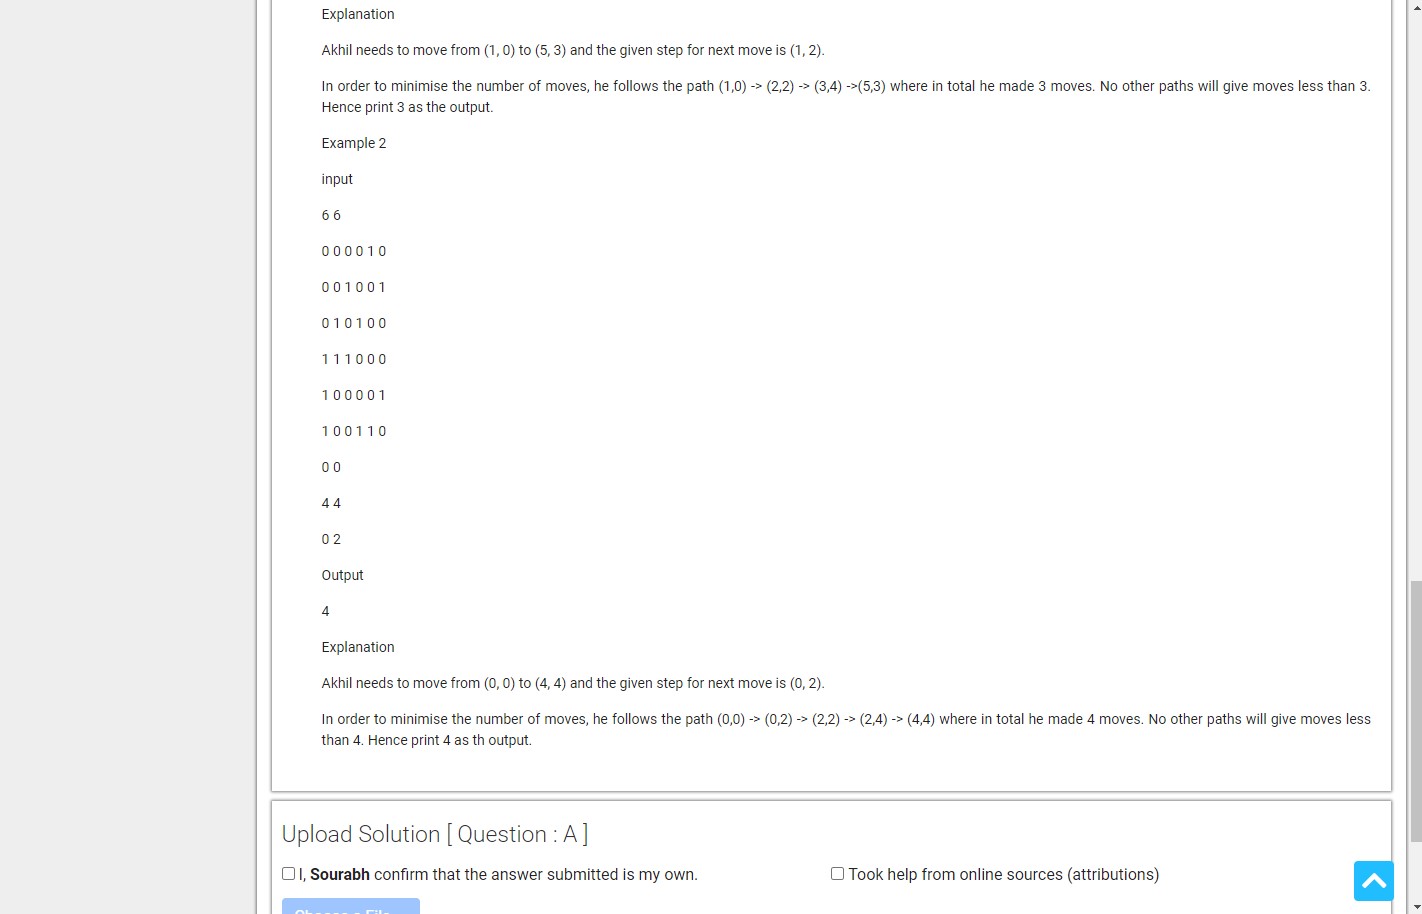 Explanation
Akhil needs to move from (1, 0) to (5, 3) and the given step for next move is (1, 2).
In order to minimise the number of moves, he follows the path (1,0) -> (2,2) -> (3,4) ->(5,3) where in total he made 3 moves. No other paths will give moves less than 3.
Hence print 3 as the output.
Example 2
input
6 6
0 0 0 0 1 0
0 0 1 0 0 1
0 1 0 1 0 0
1 1 1 0 0 0
1 0 0 0 0 1
1 0 0 1 1 0
0 0
4 4
0 2
Output
4
Explanation
Akhil needs to move from (0, 0) to (4, 4) and the given step for next move is (0, 2).
In order to minimise the number of moves, he follows the path (0,0) -> (0,2) -> (2,2) -> (2,4) -> (4,4) where in total he made 4 moves. No other paths will give moves less
than 4. Hence print 4 as th output.
Upload Solution [ Question : A ]
I, Sourabh confirm that the answer submitted is my own.
Took help from online sources (attributions)
Choose a File